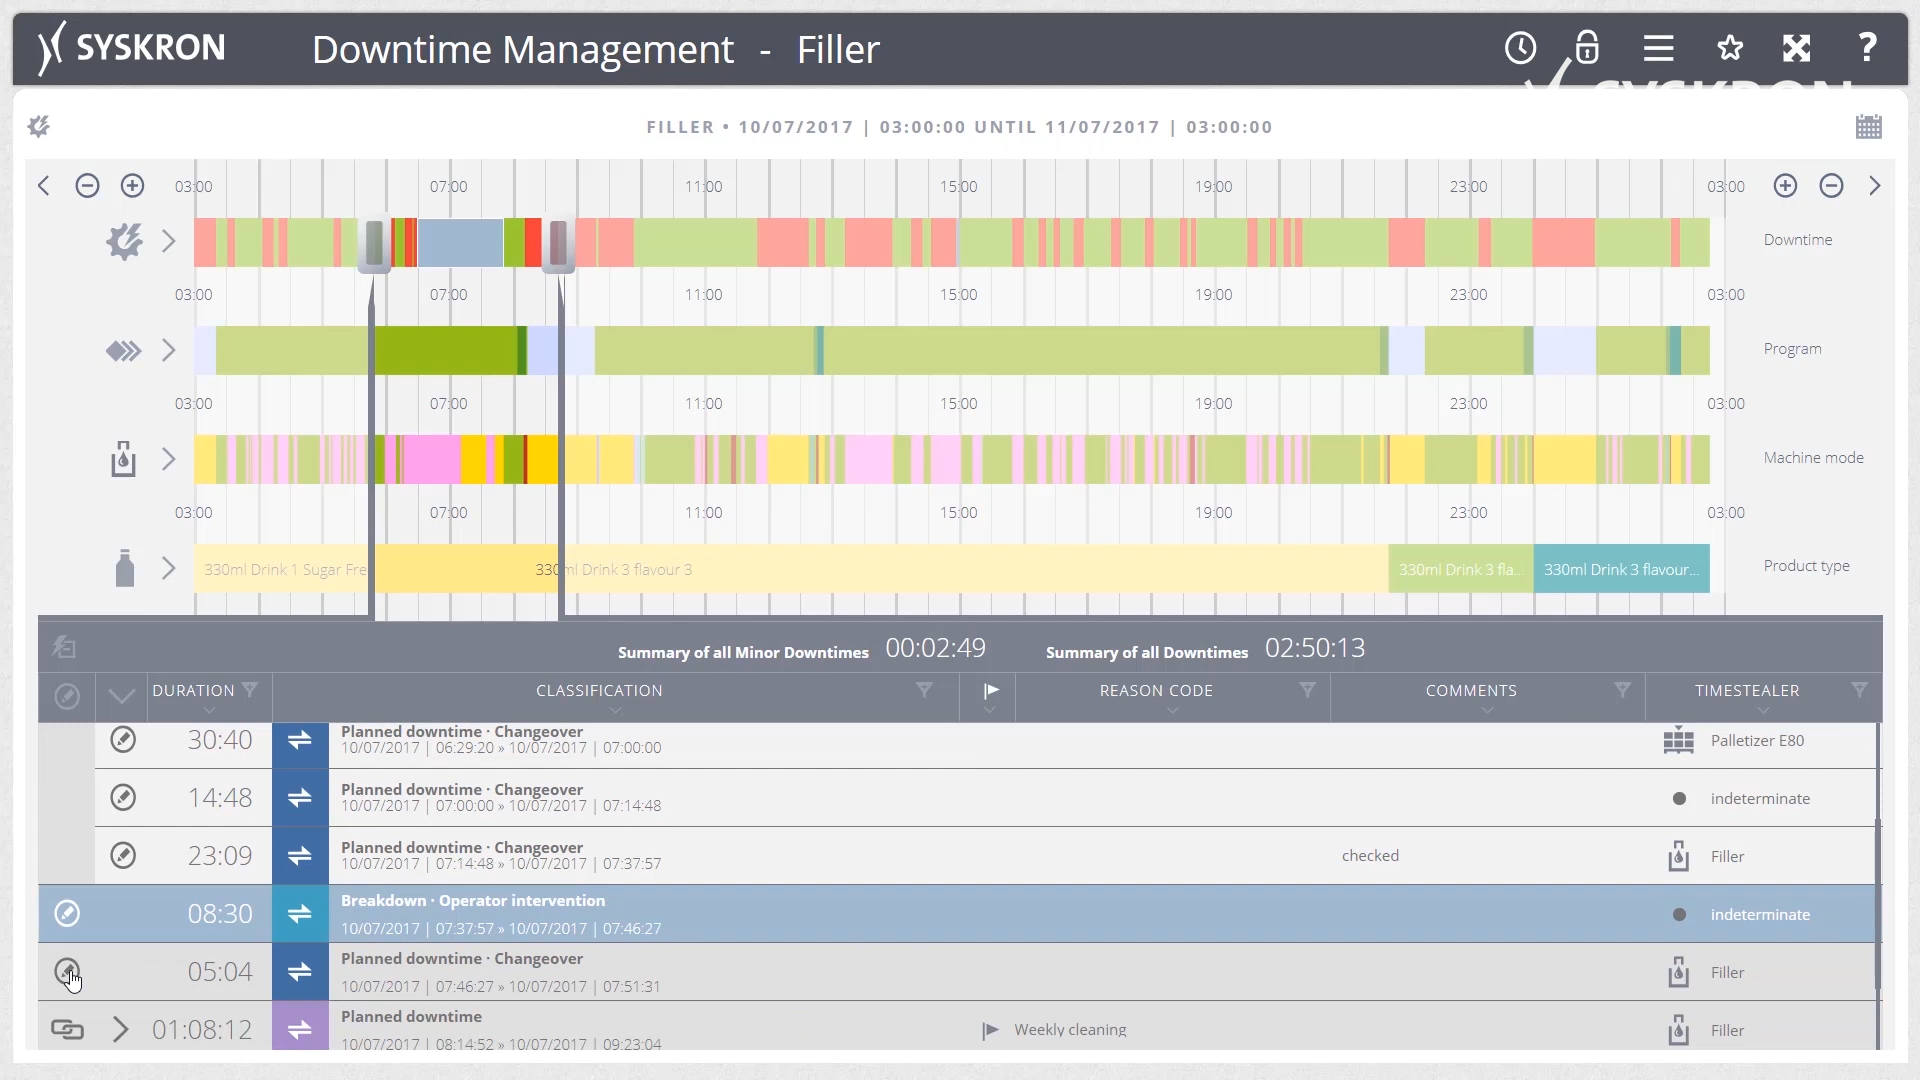 SYSKRON
Downtime Management - Filler
?
SYSKRON
FILLER • 10/07/2017 | 03:00:00 UNTIL 11/07/2017 | 03:00:00
03:00 07:00 11:00 15:00 19:00 23:00 03:00
Downtime
03:00 07:00 11:00 15:00 19:00 23:00 03:00
Program
03:00 07:00 11:00 15:00 19:00 23:00 03:00
Machine mode
03:00 07:00 11:00 15:00 19:00 23:00 03:00
330ml Drink 1 Sugar Fre 330ml Drink 3 flavour 3 330ml Drink 3 fla... 330ml Drink 3 flavour...
Product type
Summary of all Minor Downtimes 00:02:49 Summary of all Downtimes 02:50:13
DURATION CLASSIFICATION REASON CODE COMMENTS TIMESTEALER
30:40 Planned downtime · Changeover Palletizer E80
10/07/2017 | 06:29:20 » 10/07/2017 | 07:00:00
14:48 Planned downtime · Changeover indeterminate
10/07/2017 | 07:00:00 » 10/07/2017 | 07:14:48
23:09 Planned downtime · Changeover checked Filler
10/07/2017 | 07:14:48 » 10/07/2017 | 07:37:57
08:30 Breakdown · Operator intervention indeterminate
10/07/2017 | 07:37:57 » 10/07/2017 | 07:46:27
05:04 Planned downtime · Changeover Filler
10/07/2017 | 07:46:27 » 10/07/2017 | 07:51:31
01:08:12 Planned downtime Weekly cleaning Filler
10/07/2017 | 08:14:52 » 10/07/2017 | 09:23:04